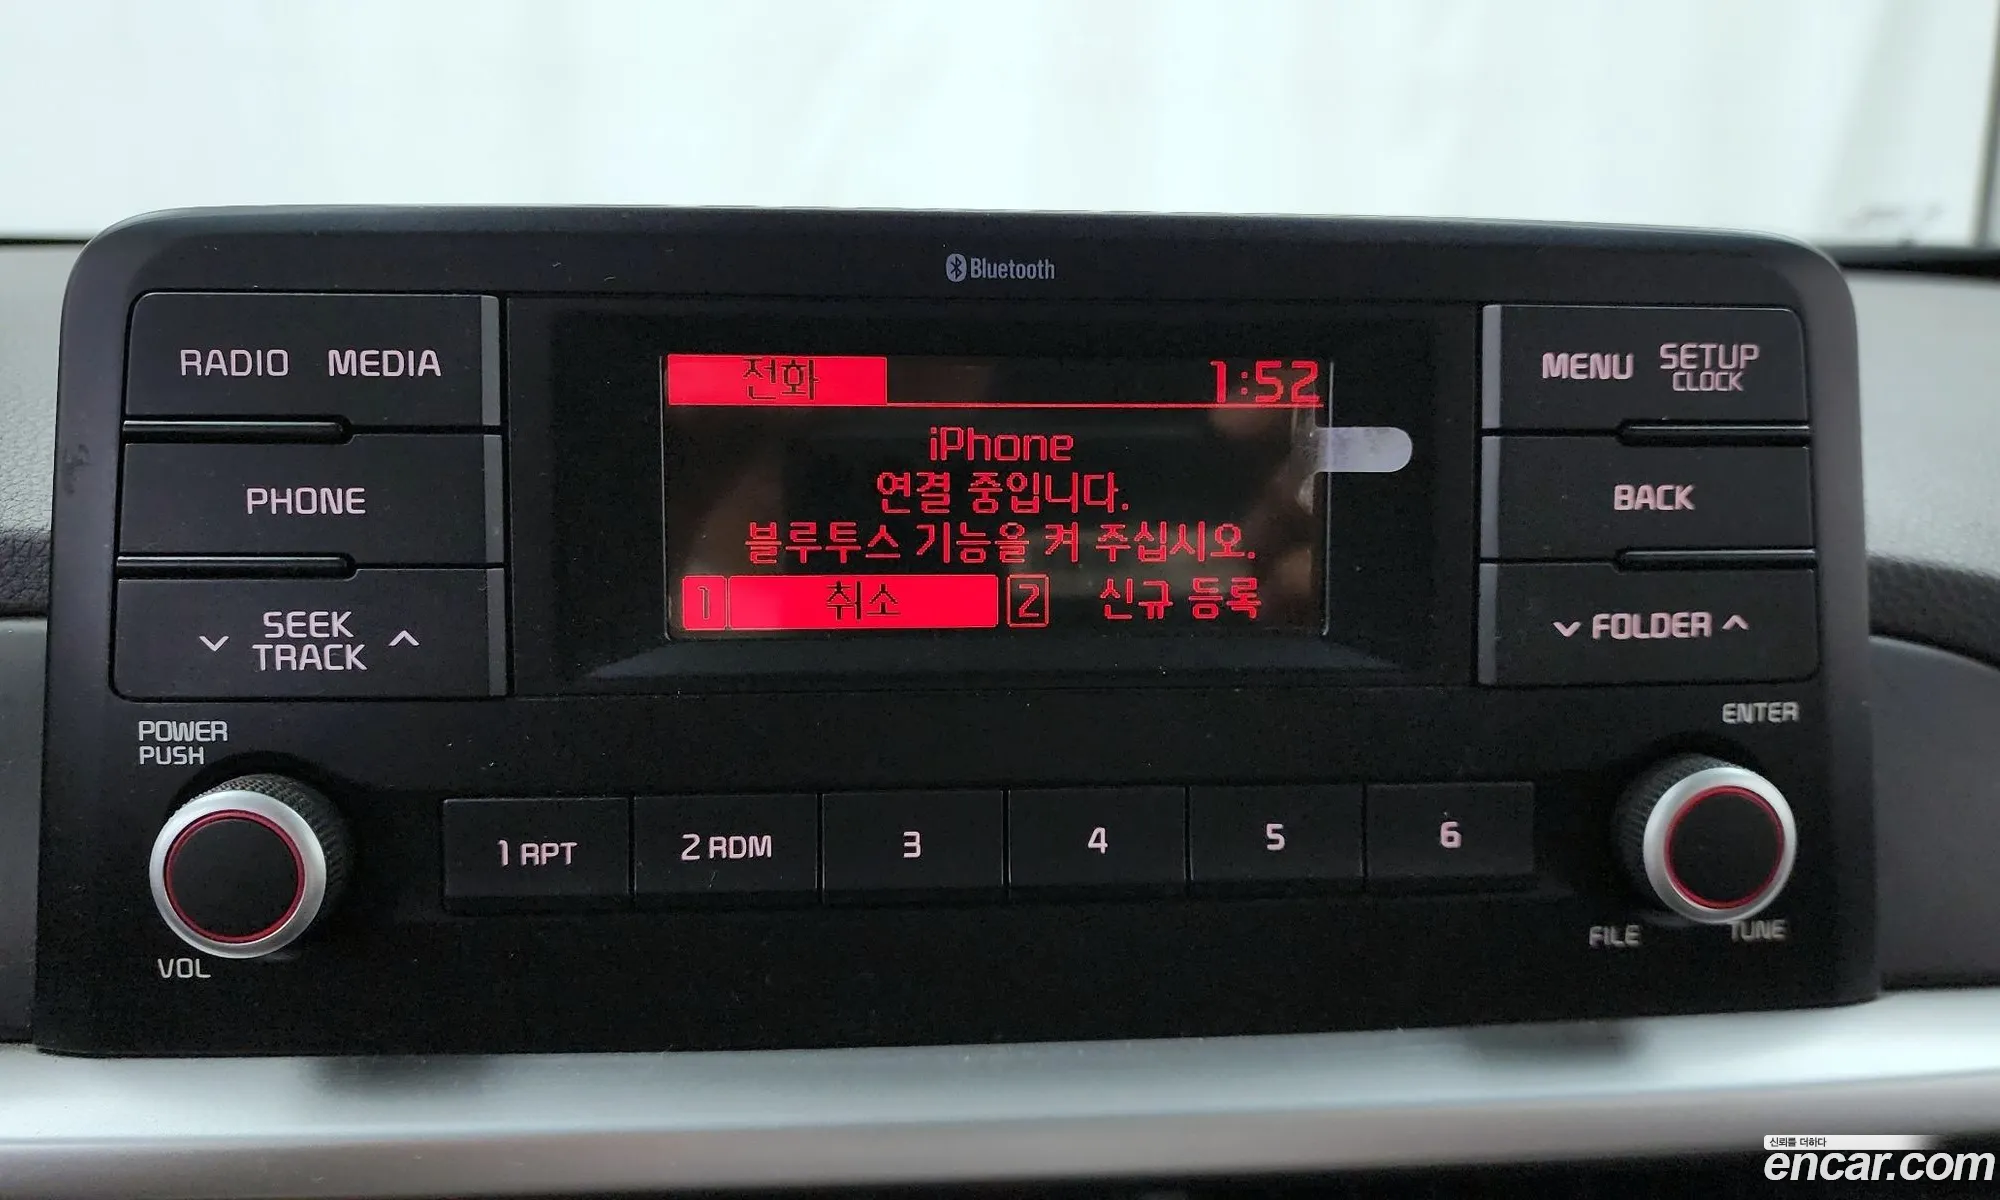 Bluetooth
RADIO MEDIA
전화 1:52
MENU SETUP
CLOCK
iPhone
연결 중입니다.
PHONE
BACK
블루투스 기능을 켜 주십시오.
1 취소 2 신규 등록
SEEK
TRACK
FOLDER
POWER
PUSH
ENTER
1 RPT 2 RDM 3 4 5 6
VOL
FILE TUNE
신뢰를 더하다
encar.com